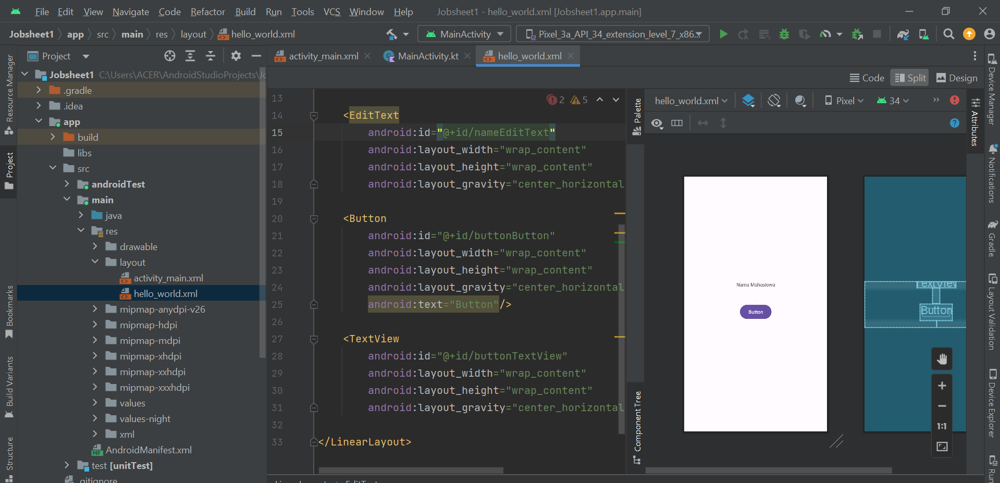 File Edit View Navigate Code Refactor Build Run Tools VCS Window Help Jobsheet1 - hello_world.xml [Jobsheet1.app.main]
Jobsheet1 app src main res layout hello_world.xml MainActivity Pixel_3a_API_34_extension_level_7_x86...
Resource Manager
Project
Bookmarks
Build Variants
Structure
Project
Jobsheet1 C:\Users\ACER\AndroidStudioProjects\Jo
.gradle
.idea
app
build
libs
src
androidTest
main
java
res
drawable
layout
activity_main.xml
hello_world.xml
mipmap-anydpi-v26
mipmap-hdpi
mipmap-mdpi
mipmap-xhdpi
mipmap-xxhdpi
mipmap-xxxhdpi
values
values-night
xml
MF AndroidManifest.xml
test [unitTest]
.gitignore
activity_main.xml MainActivity.kt hello_world.xml
Code Split Design
2 5
13
14 <EditText
15 android:id="@+id/nameEditText"
16 android:layout_width="wrap_content"
17 android:layout_height="wrap_content"
18 android:layout_gravity="center_horizontal
19
20 <Button
21 android:id="@+id/buttonButton"
22 android:layout_width="wrap_content"
23 android:layout_height="wrap_content"
24 android:layout_gravity="center_horizontal
25 android:text="Button"/>
26
27 <TextView
28 android:id="@+id/buttonTextView"
29 android:layout_width="wrap_content"
30 android:layout_height="wrap_content"
31 android:layout_gravity="center_horizontal
32
33 </LinearLayout>
Palette
Component Tree
hello_world.xml Pixel 34
Nama Mahasiswa
Button
TextView
Button
1:1
Attributes
Device Manager
Notifications
Gradle
Layout Validation
Device Explorer